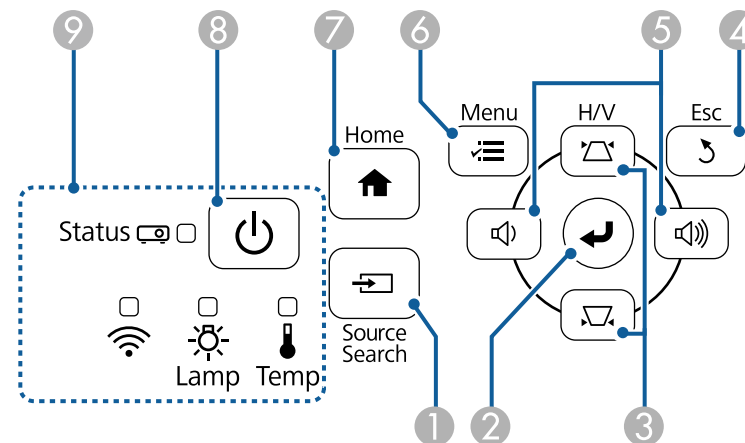 9 8 7 6 5 4
Menu H/V Esc
Home
Status
Source
Search
Lamp Temp
1 2 3